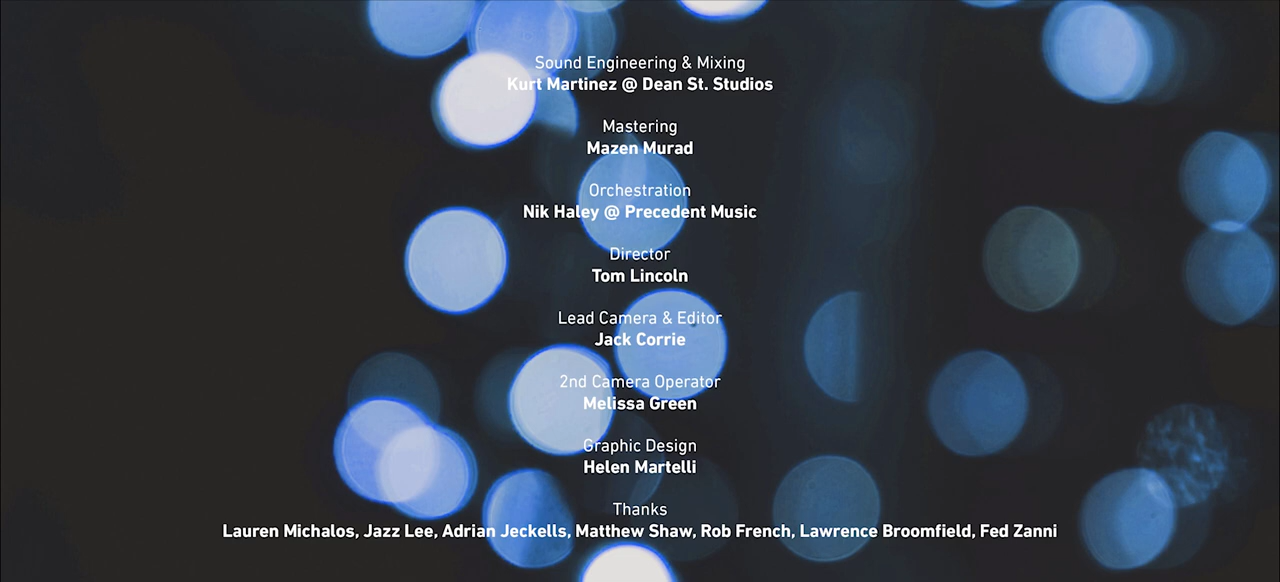 Sound Engineering & Mixing
Kurt Martinez @ Dean St. Studios
Mastering
Mazen Murad
Orchestration
Nik Haley @ Precedent Music
Director
Tom Lincoln
Lead Camera & Editor
Jack Corrie
2nd Camera Operator
Melissa Green
Graphic Design
Helen Martelli
Thanks
Lauren Michalos, Jazz Lee, Adrian Jeckells, Matthew Shaw, Rob French, Lawrence Broomfield, Fed Zanni